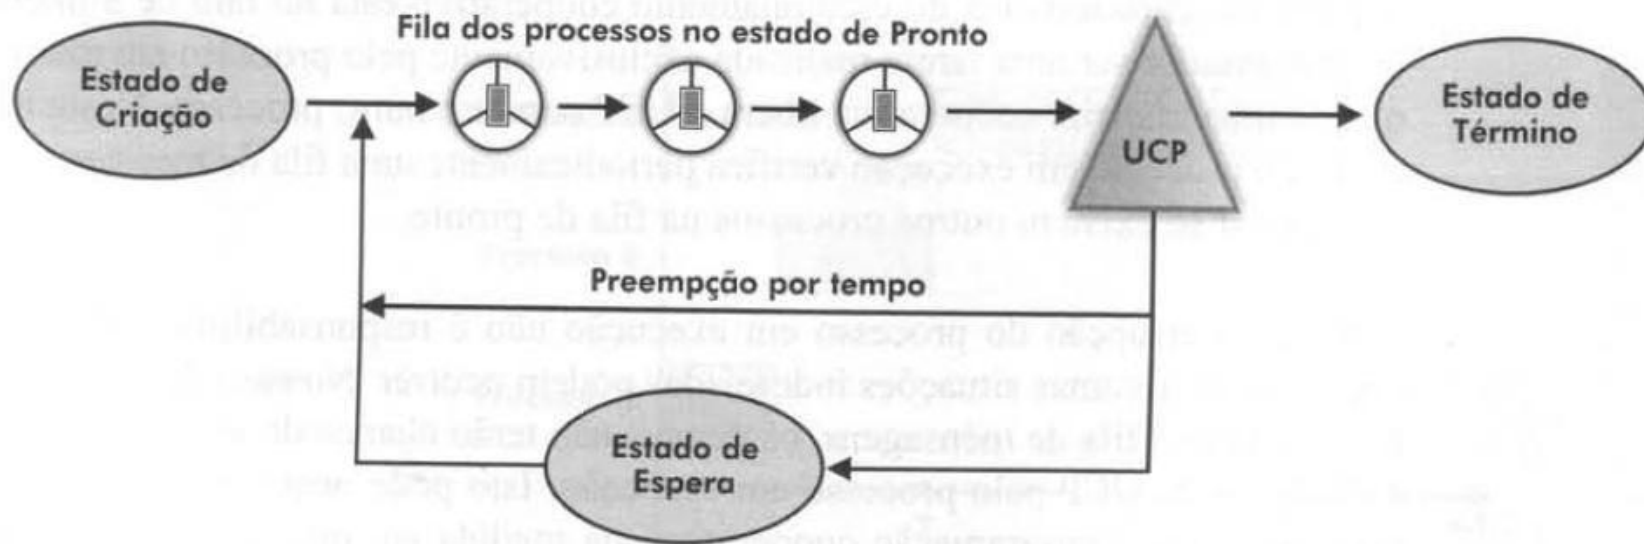 Fila dos processos no estado de Pronto
Estado de
Criação
UCP
Estado de
Término
Preempção por tempo
Estado de
Espera